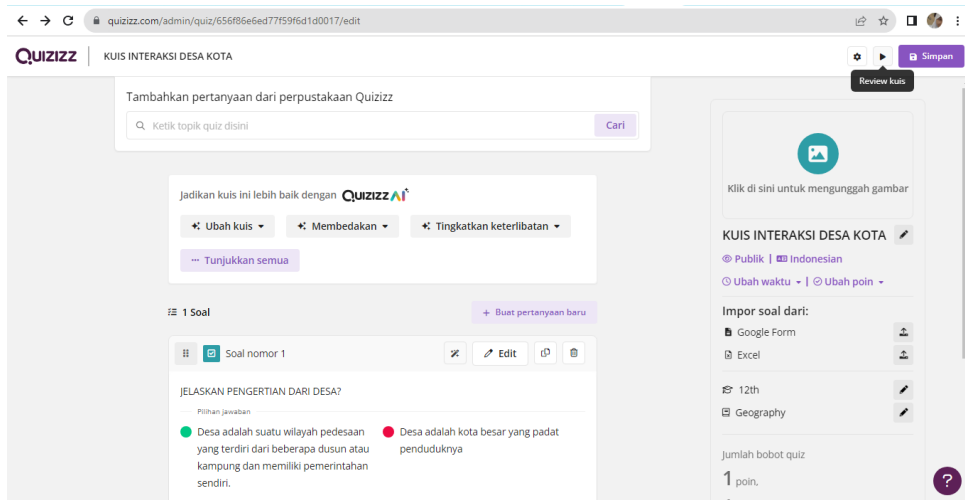 quizizz.com/admin/quiz/656f86e6ed77f59f6d1d0017/edit
QUIZIZZ
KUIS INTERAKSI DESA KOTA
Simpan
Review kuis
Tambahkan pertanyaan dari perpustakaan Quizizz
Ketik topik quiz disini
Cari
Jadikan kuis ini lebih baik dengan QUIZIZZ AI
Ubah kuis
Membedakan
Tingkatkan keterlibatan
Tunjukkan semua
1 Soal
+ Buat pertanyaan baru
Soal nomor 1
Edit
JELASKAN PENGERTIAN DARI DESA?
Pilihan jawaban
Desa adalah suatu wilayah pedesaan
yang terdiri dari beberapa dusun atau
kampung dan memiliki pemerintahan
sendiri.
Desa adalah kota besar yang padat
penduduknya
Klik di sini untuk mengunggah gambar
KUIS INTERAKSI DESA KOTA
Publik | Indonesian
Ubah waktu | Ubah poin
Impor soal dari:
Google Form
Excel
12th
Geography
Jumlah bobot quiz
1 poin,
?